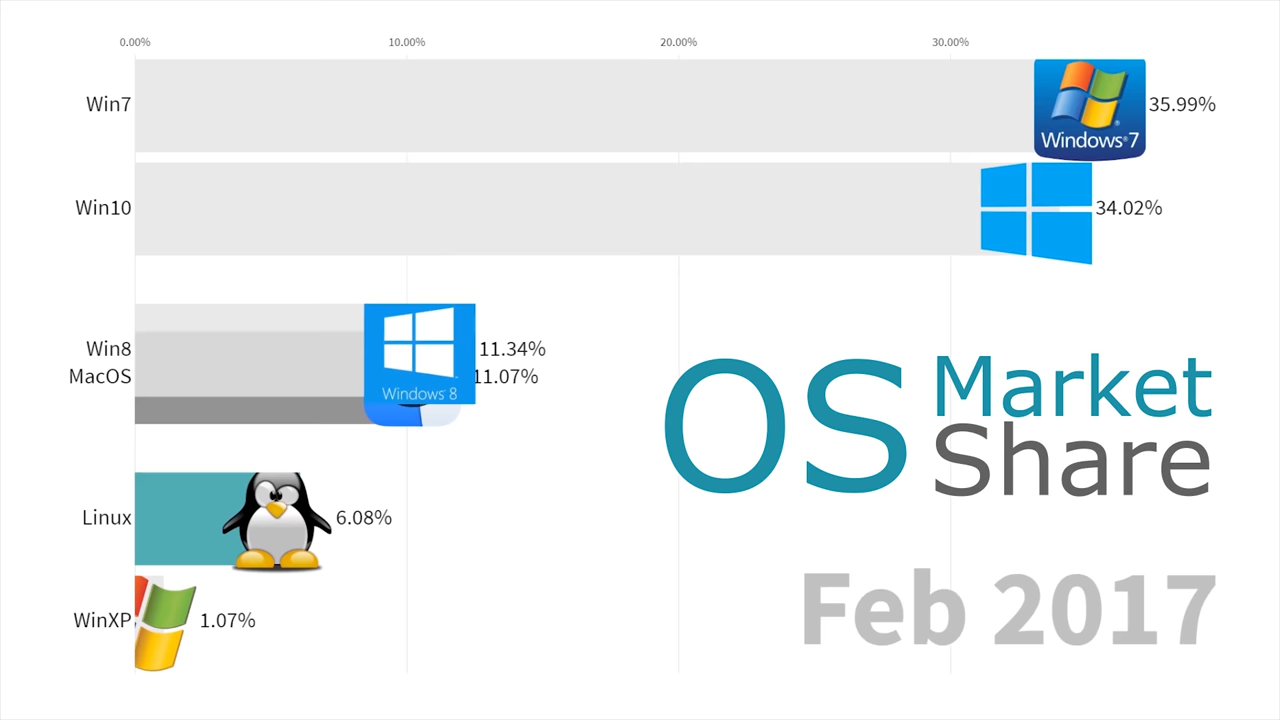 0.00% 10.00% 20.00% 30.00%
Win7 Windows 7 35.99%
Win10 34.02%
Win8 11.34%
MacOS 11.07%
Windows 8
OS Market
Share
Linux 6.08%
WinXP 1.07%
Feb 2017